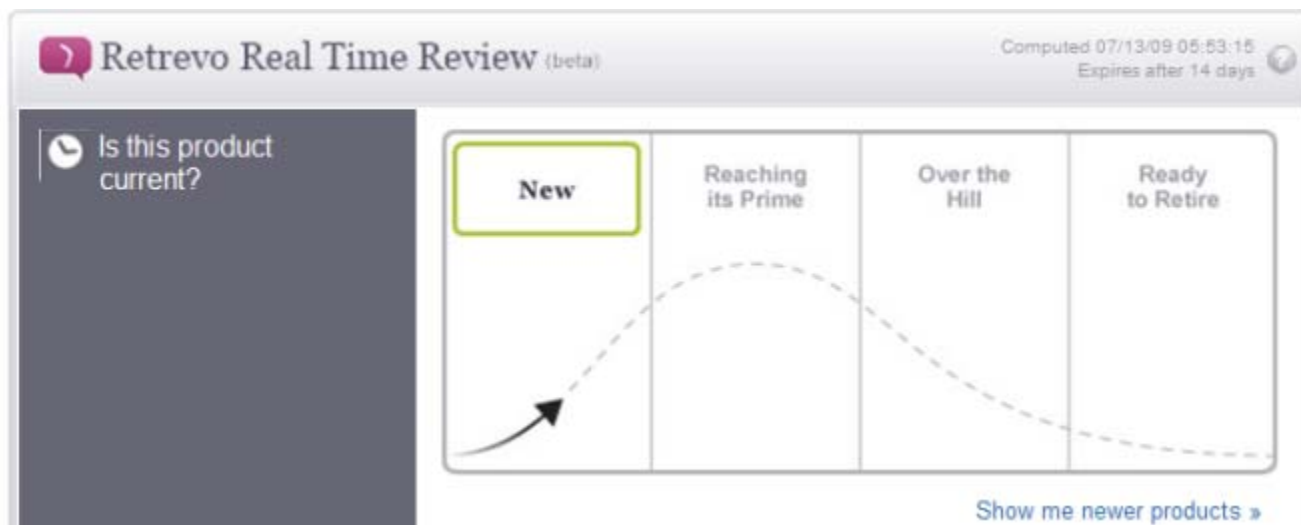 Retrevo Real Time Review (beta)
Computed 07/13/09 05:53:15
Expires after 14 days
?
Is this product
current?
New
Reaching
its Prime
Over the
Hill
Ready
to Retire
Show me newer products »